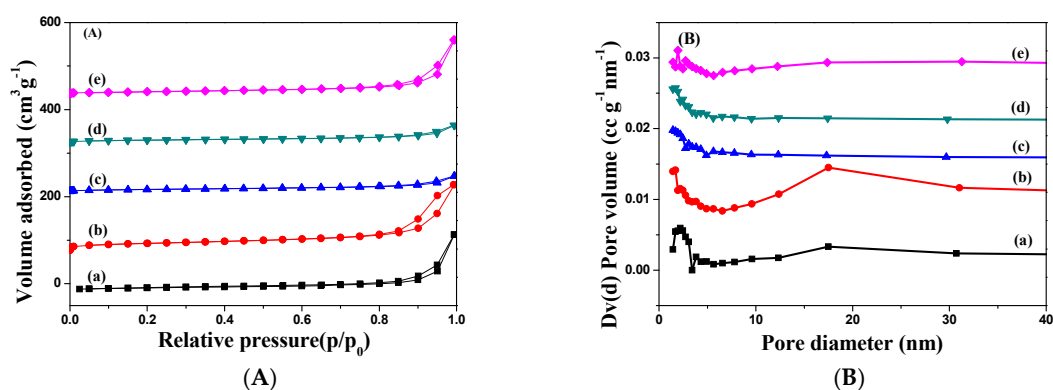 (A)
600
400
200
0
Volume adsorbed (cm³g⁻¹)
(e)
(d)
(c)
(b)
(a)
0.0 0.2 0.4 0.6 0.8 1.0
Relative pressure(p/p₀)
(A)
(B)
0.03
0.02
0.01
0.00
Dv(d) Pore volume (cc g⁻¹ nm⁻¹)
(e)
(d)
(c)
(b)
(a)
0 10 20 30 40
Pore diameter (nm)
(B)